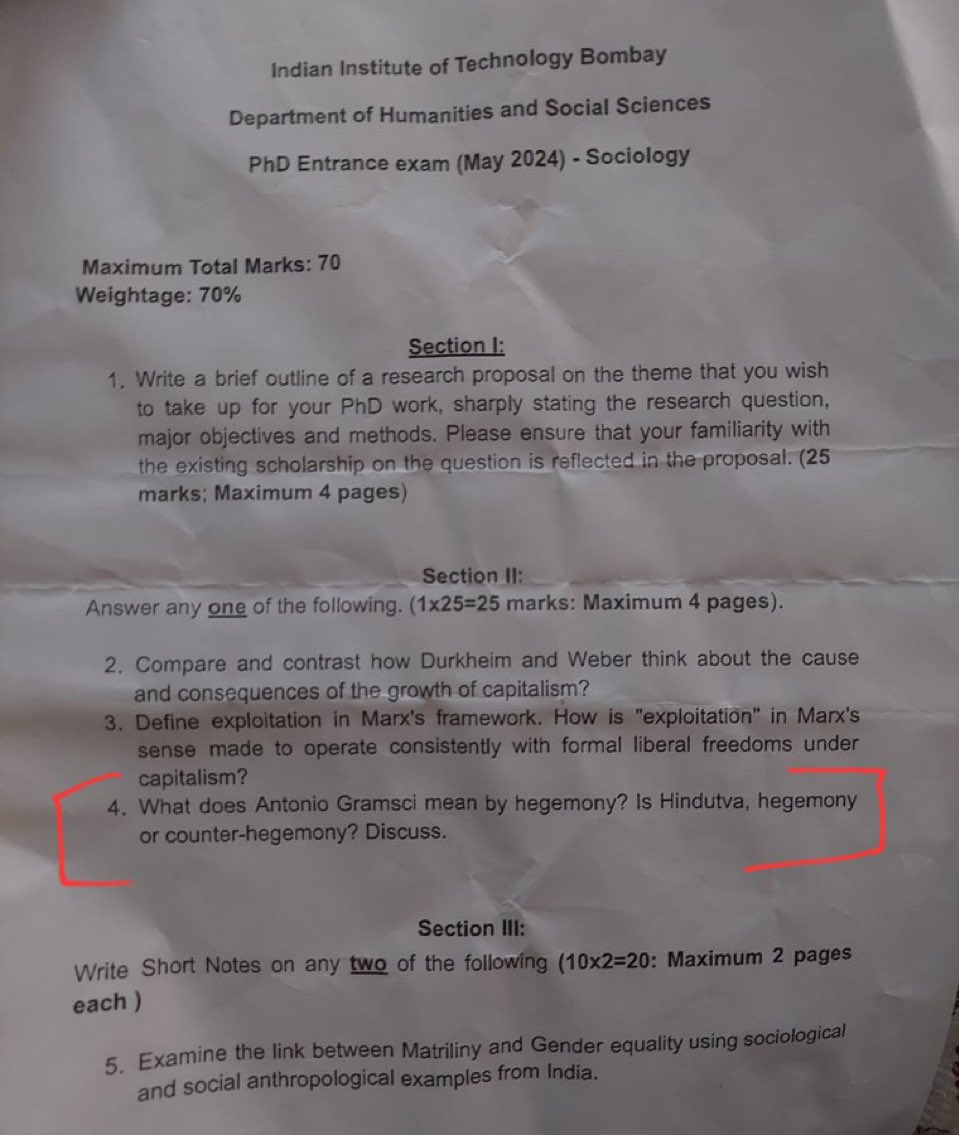 Indian Institute of Technology Bombay
Department of Humanities and Social Sciences
PhD Entrance exam (May 2024) - Sociology
Maximum Total Marks: 70
Weightage: 70%
Section I:
1. Write a brief outline of a research proposal on the theme that you wish
to take up for your PhD work, sharply stating the research question,
major objectives and methods. Please ensure that your familiarity with
the existing scholarship on the question is reflected in the proposal. (25
marks; Maximum 4 pages)
Section II:
Answer any one of the following. (1x25=25 marks: Maximum 4 pages).
2. Compare and contrast how Durkheim and Weber think about the cause
and consequences of the growth of capitalism?
3. Define exploitation in Marx's framework. How is "exploitation" in Marx's
sense made to operate consistently with formal liberal freedoms under
capitalism?
4. What does Antonio Gramsci mean by hegemony? Is Hindutva, hegemony
or counter-hegemony? Discuss.
Section III:
Write Short Notes on any two of the following (10x2=20: Maximum 2 pages
each )
5. Examine the link between Matriliny and Gender equality using sociological
and social anthropological examples from India.